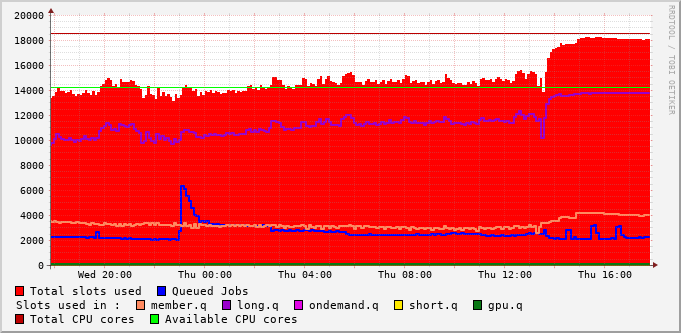 20000
18000
16000
14000
12000
10000
8000
6000
4000
2000
0
Wed 20:00 Thu 00:00 Thu 04:00 Thu 08:00 Thu 12:00 Thu 16:00
RRDTOOL / TOBI OETIKER
Total slots used Queued Jobs
Slots used in : member.q long.q ondemand.q short.q gpu.q
Total CPU cores Available CPU cores